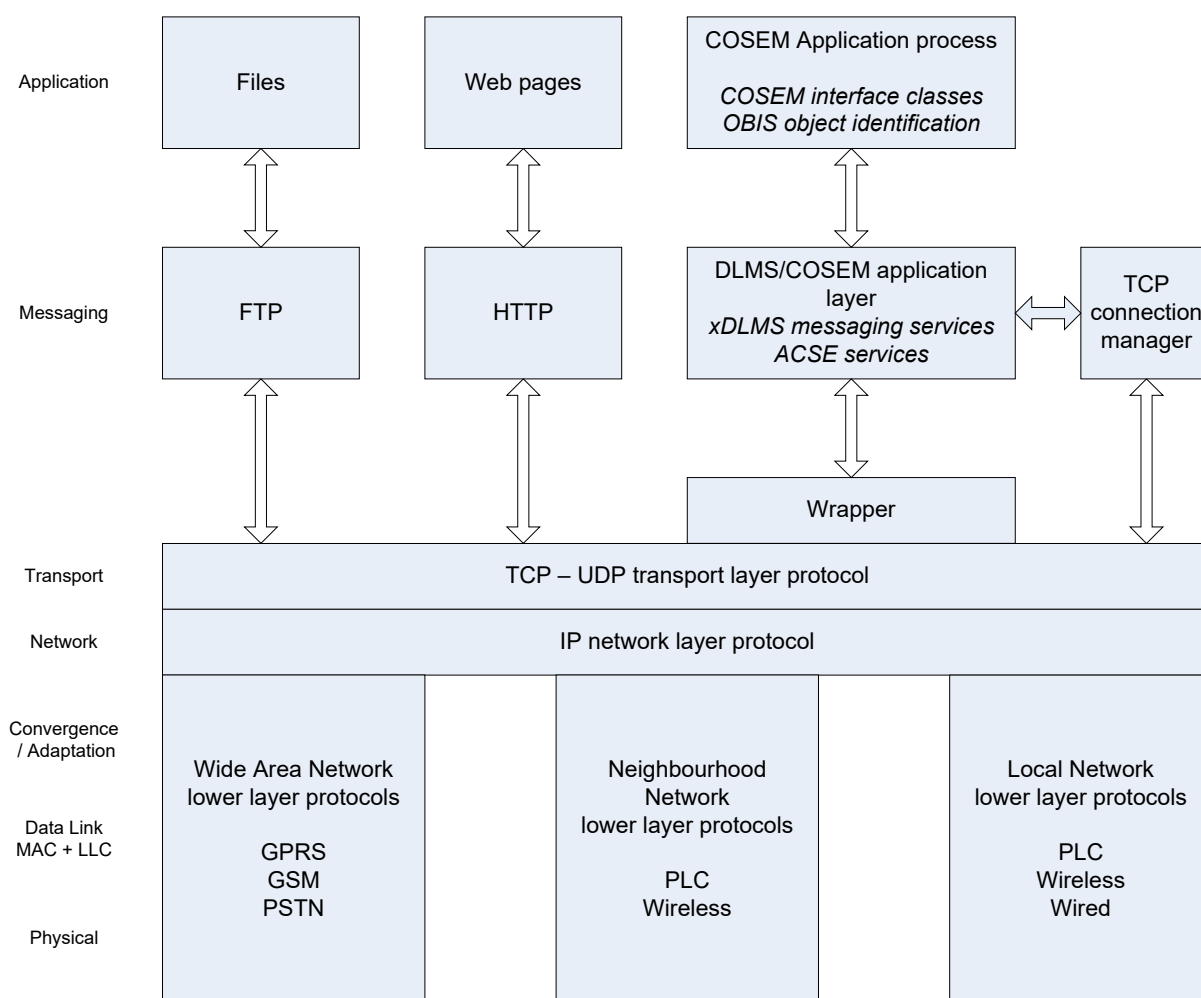 Application
Files
Web pages
COSEM Application process
COSEM interface classes
OBIS object identification
Messaging
FTP
HTTP
DLMS/COSEM application
layer
xDLMS messaging services
ACSE services
TCP
connection
manager
Wrapper
Transport
TCP – UDP transport layer protocol
Network
IP network layer protocol
Convergence
/ Adaptation
Data Link
MAC + LLC
Physical
Wide Area Network
lower layer protocols
GPRS
GSM
PSTN
Neighbourhood
Network
lower layer protocols
PLC
Wireless
Local Network
lower layer protocols
PLC
Wireless
Wired